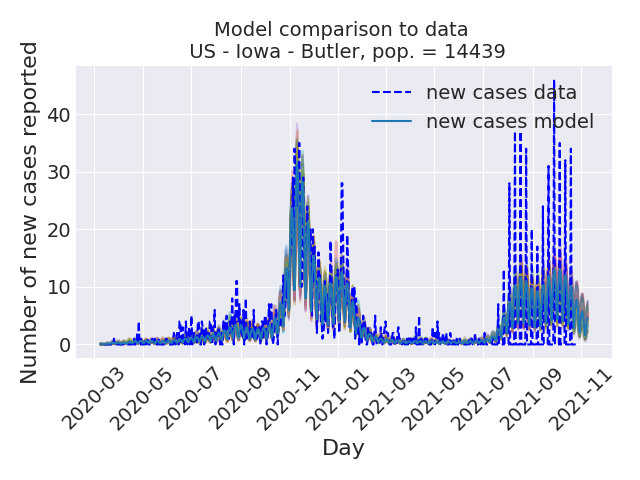 Model comparison to data
US - Iowa - Butler, pop. = 14439
new cases data
new cases model
Number of new cases reported
40
30
20
10
0
2020-03
2020-05
2020-07
2020-09
2020-11
2021-01
2021-03
2021-05
2021-07
2021-09
2021-11
Day